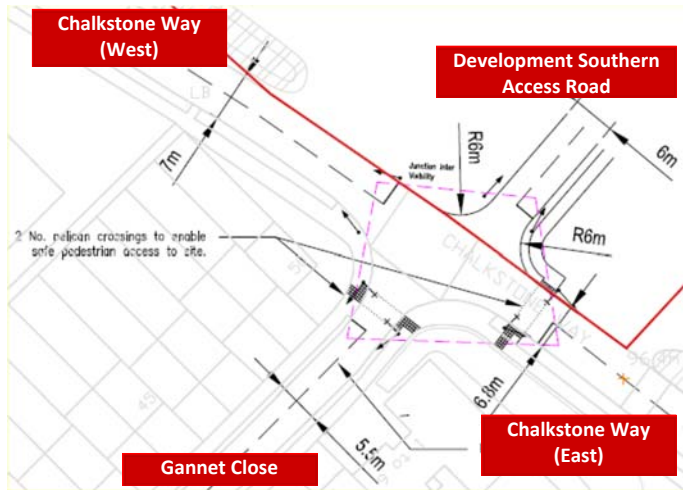 Chalkstone Way
(West)
Development Southern
Access Road
LB
7m
R6m
6m
Junction inter
Visibility
2 No. pelican crossings to enable
safe pedestrian access to site.
R6m
CHALKSTONE WAY
6.8m
5.5m
Gannet Close
Chalkstone Way
(East)